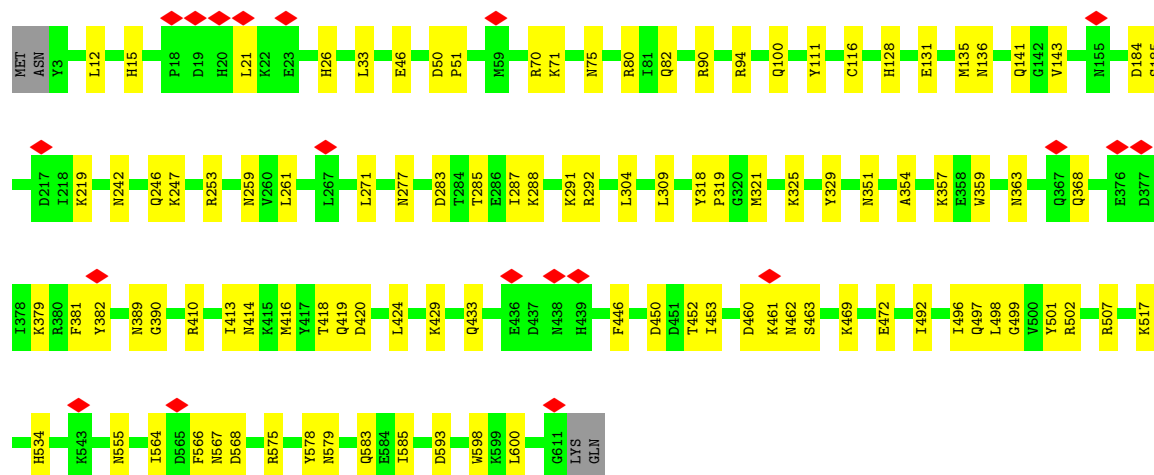 MET ASN Y3 L12 H15 P18 D19 H20 L21 K22 E23 H26 L33 E46 D50 P51 M59 R70 K71 N75 R80 I81 Q82 R90 R94 Q100 Y111 C116 H128 E131 M135 N136 Q141 G142 V143 N155 D184
D217 I218 K219 N242 Q246 K247 R253 N259 V260 L261 L267 L271 N277 D283 T284 T285 E286 I287 K288 K291 R292 L304 L309 Y318 P319 G320 M321 K325 Y329 N351 A354 K357 E358 W359 N363 Q367 Q368 E376 D377
I378 K379 R380 F381 Y382 N389 G390 R410 I413 N414 K415 M416 Y417 T418 Q419 D420 L424 K429 Q433 E436 D437 N438 H439 F446 D450 D451 T452 I453 D460 K461 N462 S463 K469 E472 I492 I496 Q497 L498 G499 V500 Y501 R502 R507 K517
H534 K543 N555 I564 D565 F566 N567 D568 R575 Y578 N579 Q583 E584 I585 D593 W598 K599 L600 G611 LYS GLN